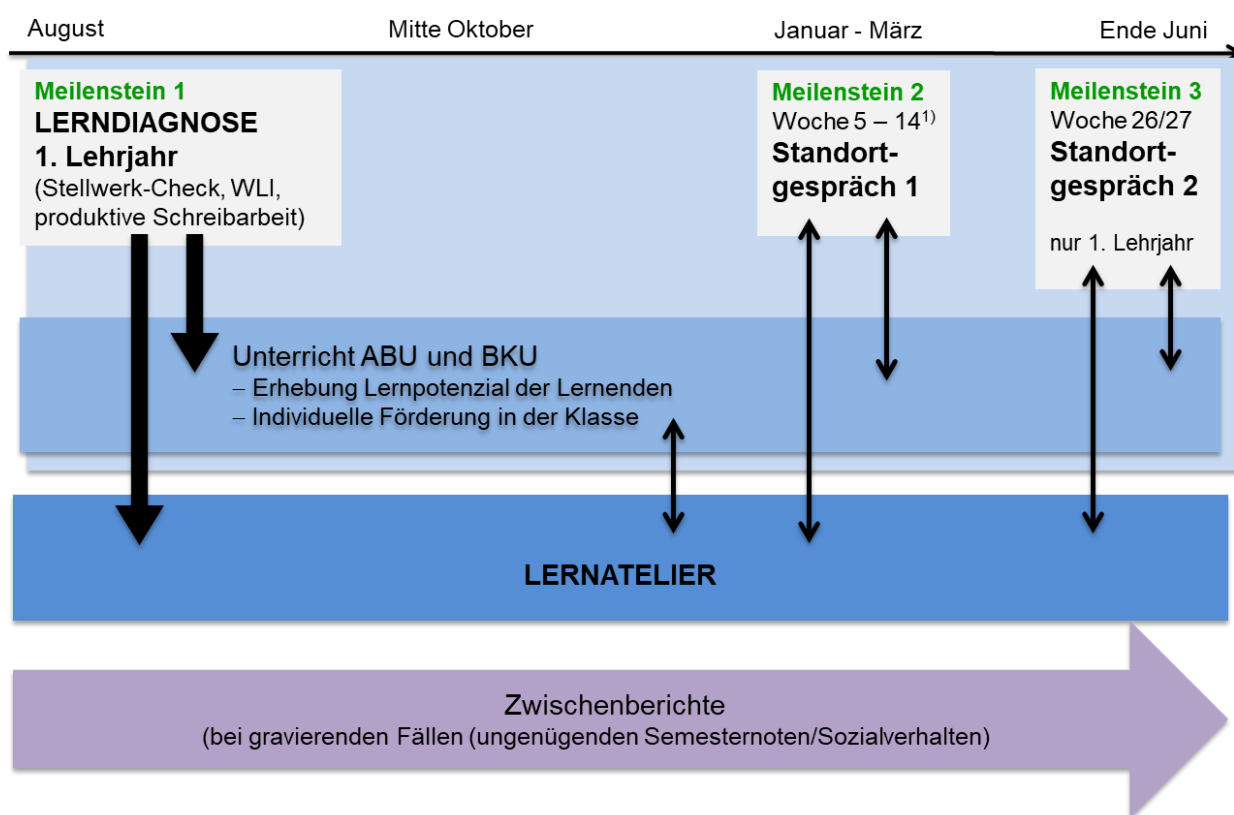 August
Mitte Oktober
Januar - März
Ende Juni
Meilenstein 1
LERNDIAGNOSE
1. Lehrjahr
(Stellwerk-Check, WLI,
produktive Schreibarbeit)
Meilenstein 2
Woche 5 – 14¹⁾
Standort-
gespräch 1
Meilenstein 3
Woche 26/27
Standort-
gespräch 2
nur 1. Lehrjahr
Unterricht ABU und BKU
– Erhebung Lernpotenzial der Lernenden
– Individuelle Förderung in der Klasse
LERNATELIER
Zwischenberichte
(bei gravierenden Fällen (ungenügenden Semesternoten/Sozialverhalten)